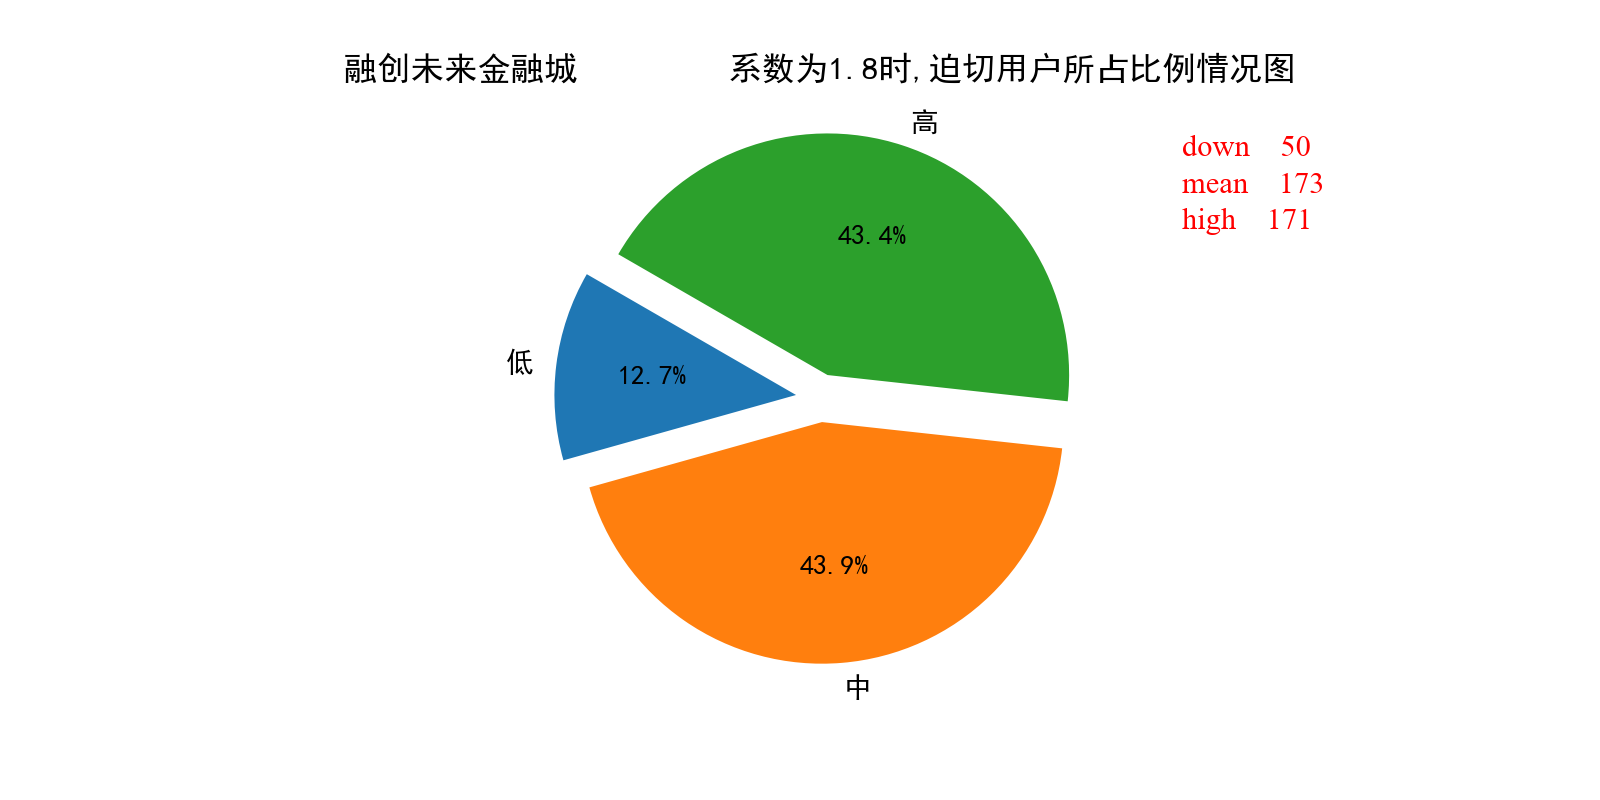 融创未来金融城 系数为1.8时,迫切用户所占比例情况图
高
down 50
mean 173
high 171
43.4%
低
12.7%
43.9%
中